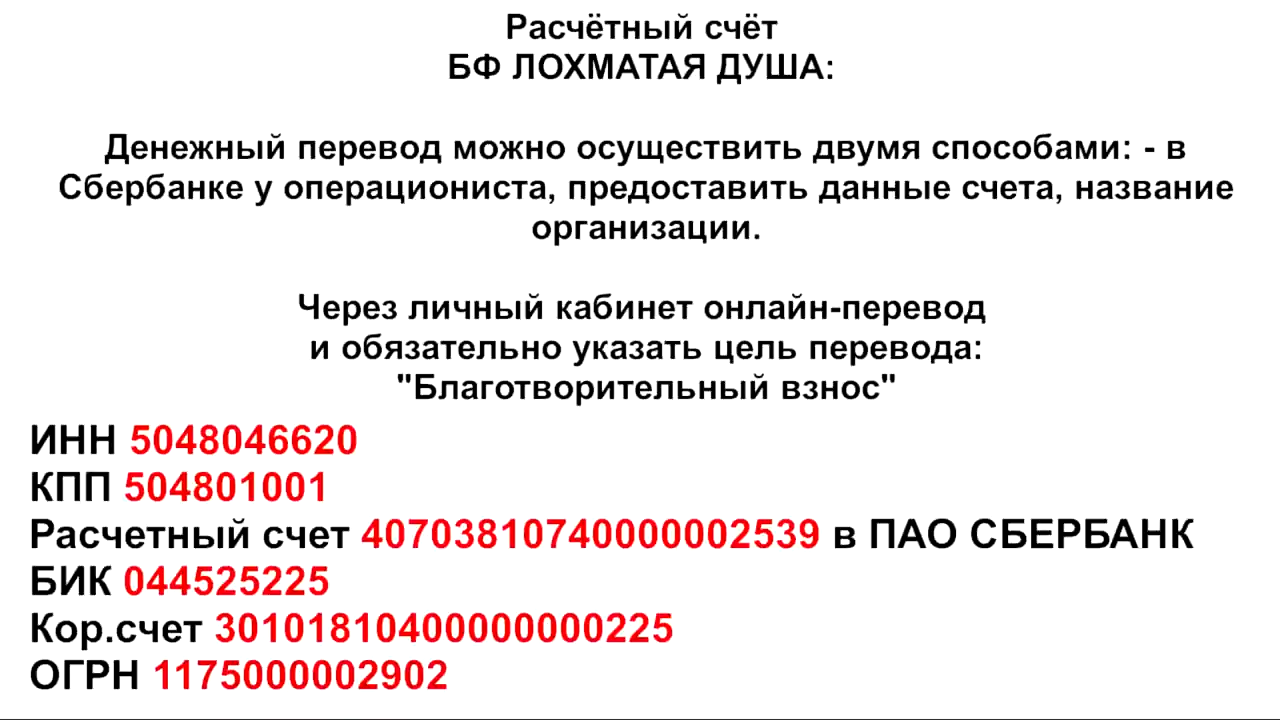 Расчётный счёт
БФ ЛОХМАТАЯ ДУША:
Денежный перевод можно осуществить двумя способами: - в
Сбербанке у операциониста, предоставить данные счета, название
организации.
Через личный кабинет онлайн-перевод
и обязательно указать цель перевода:
"Благотворительный взнос"
ИНН 5048046620
КПП 504801001
Расчетный счет 40703810740000002539 в ПАО СБЕРБАНК
БИК 044525225
Кор.счет 30101810400000000225
ОГРН 1175000002902